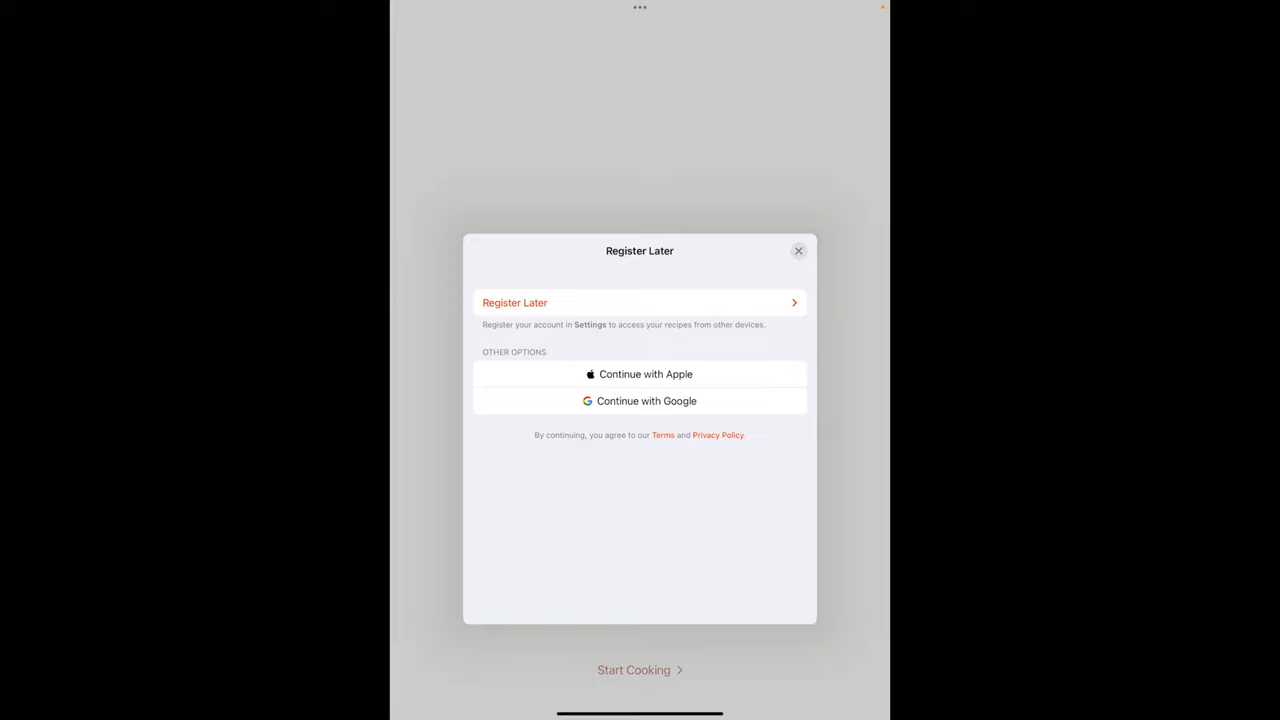 Register Later
Register Later
Register your account in Settings to access your recipes from other devices.
OTHER OPTIONS
Continue with Apple
Continue with Google
By continuing, you agree to our Terms and Privacy Policy.
Start Cooking